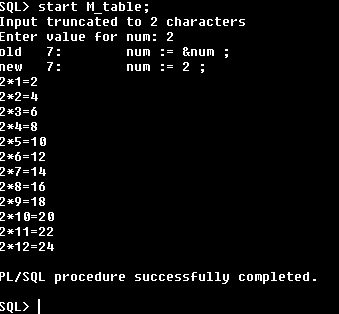 SQL> start M_table;
Input truncated to 2 characters
Enter value for num: 2
old   7:        num := &num ;
new   7:        num := 2 ;
2*1=2
2*2=4
2*3=6
2*4=8
2*5=10
2*6=12
2*7=14
2*8=16
2*9=18
2*10=20
2*11=22
2*12=24
PL/SQL procedure successfully completed.
SQL>